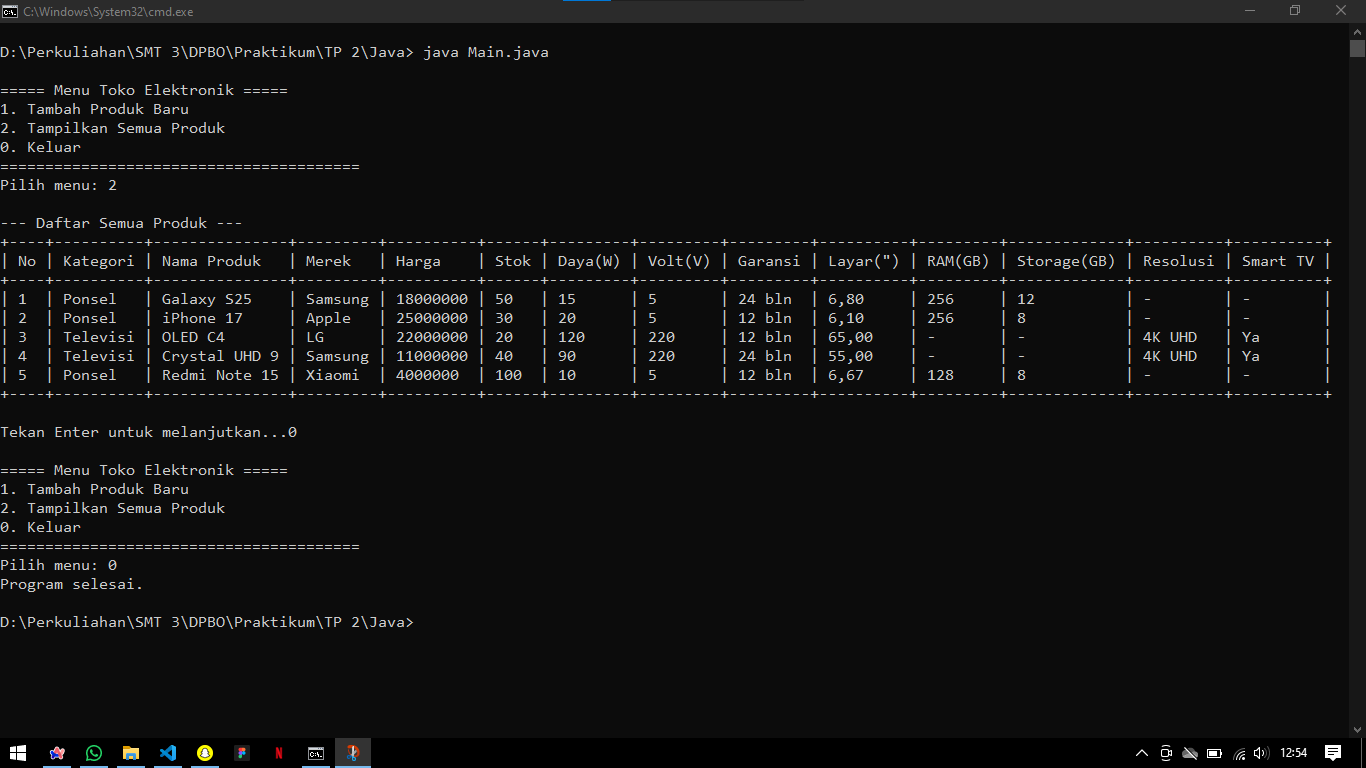 C:\Windows\System32\cmd.exe
D:\Perkuliahan\SMT 3\DPBO\Praktikum\TP 2\Java> java Main.java
===== Menu Toko Elektronik =====
1. Tambah Produk Baru
2. Tampilkan Semua Produk
0. Keluar
========================================
Pilih menu: 2
--- Daftar Semua Produk ---
+----+----------+---------------+---------+----------+------+---------+---------+---------+----------+---------+-------------+----------+----------+
| No | Kategori | Nama Produk   | Merek   | Harga    | Stok | Daya(W) | Volt(V) | Garansi | Layar(") | RAM(GB) | Storage(GB) | Resolusi | Smart TV |
+----+----------+---------------+---------+----------+------+---------+---------+---------+----------+---------+-------------+----------+----------+
| 1  | Ponsel   | Galaxy S25    | Samsung | 18000000 | 50   | 15      | 5       | 24 bln  | 6,80     | 256     | 12          | -        | -        |
| 2  | Ponsel   | iPhone 17     | Apple   | 25000000 | 30   | 20      | 5       | 12 bln  | 6,10     | 256     | 8           | -        | -        |
| 3  | Televisi | OLED C4       | LG      | 22000000 | 20   | 120     | 220     | 12 bln  | 65,00    | -       | -           | 4K UHD   | Ya       |
| 4  | Televisi | Crystal UHD 9 | Samsung | 11000000 | 40   | 90      | 220     | 24 bln  | 55,00    | -       | -           | 4K UHD   | Ya       |
| 5  | Ponsel   | Redmi Note 15 | Xiaomi  | 4000000  | 100  | 10      | 5       | 12 bln  | 6,67     | 128     | 8           | -        | -        |
+----+----------+---------------+---------+----------+------+---------+---------+---------+----------+---------+-------------+----------+----------+
Tekan Enter untuk melanjutkan...0
===== Menu Toko Elektronik =====
1. Tambah Produk Baru
2. Tampilkan Semua Produk
0. Keluar
========================================
Pilih menu: 0
Program selesai.
D:\Perkuliahan\SMT 3\DPBO\Praktikum\TP 2\Java>
12:54